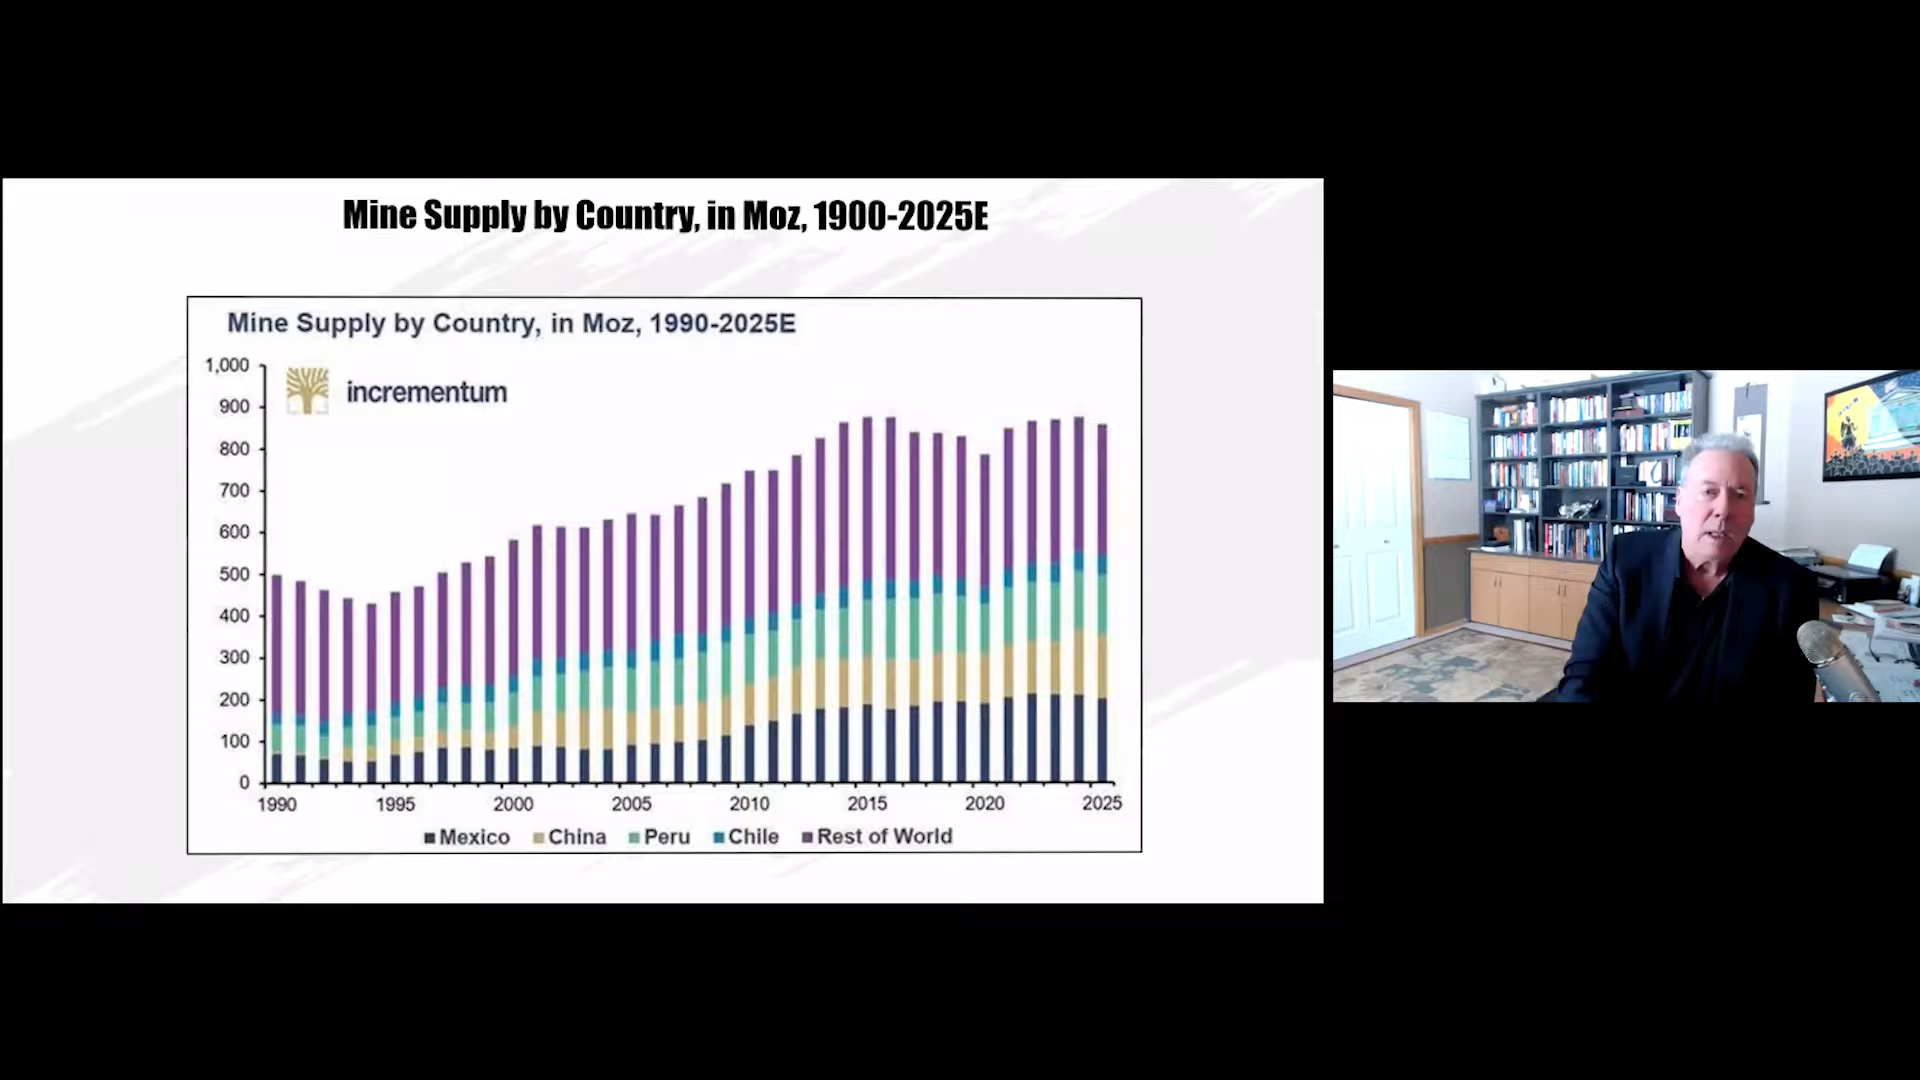 Mine Supply by Country, in Moz, 1900-2025E
Mine Supply by Country, in Moz, 1990-2025E
incrementum
1,000
900
800
700
600
500
400
300
200
100
0
1990 1995 2000 2005 2010 2015 2020 2025
Mexico China Peru Chile Rest of World